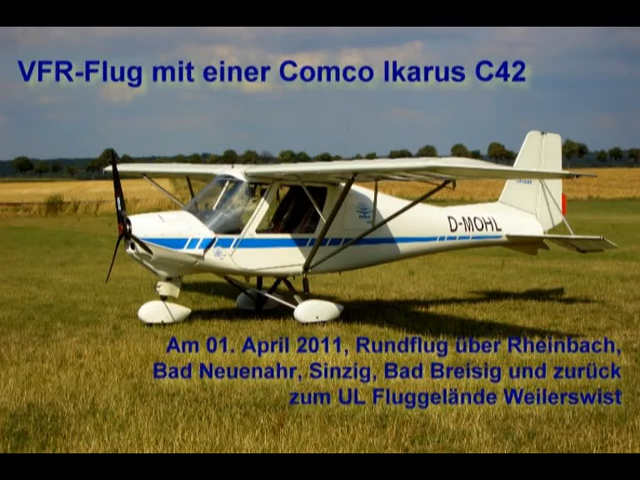 VFR-Flug mit einer Comco Ikarus C42
D-MOHL
Am 01. April 2011, Rundflug über Rheinbach,
Bad Neuenahr, Sinzig, Bad Breisig und zurück
zum UL Fluggelände Weilerswist